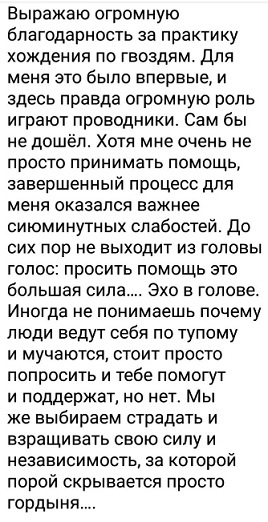 Выражаю огромную
благодарность за практику
хождения по гвоздям. Для
меня это было впервые, и
здесь правда огромную роль
играют проводники. Сам бы
не дошёл. Хотя мне очень не
просто принимать помощь,
завершенный процесс для
меня оказался важнее
сиюминутных слабостей. До
сих пор не выходит из головы
голос: просить помощь это
большая сила.... Эхо в голове.
Иногда не понимаешь почему
люди ведут себя по тупому
и мучаются, стоит просто
попросить и тебе помогут
и поддержат, но нет. Мы
же выбираем страдать и
взращивать свою силу и
независимость, за которой
порой скрывается просто
гордыня....